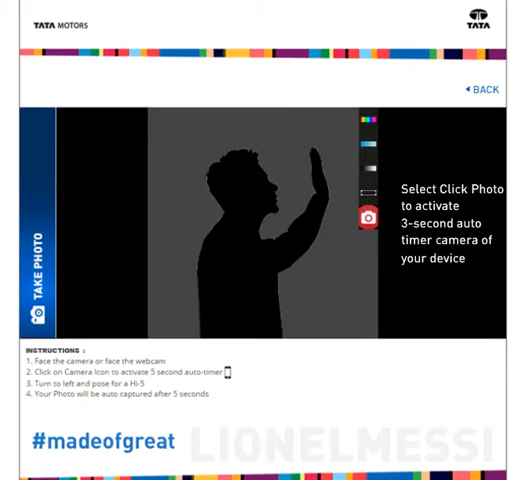 TATA MOTORS
TATA
BACK
TAKE PHOTO
Select Click Photo
to activate
3-second auto
timer camera of
your device
INSTRUCTIONS :
1. Face the camera or face the webcam
2. Click on Camera Icon to activate 5 second auto-timer
3. Turn to left and pose for a Hi-5
4. Your Photo will be auto captured after 5 seconds
#madeofgreat
LIONELMESSI